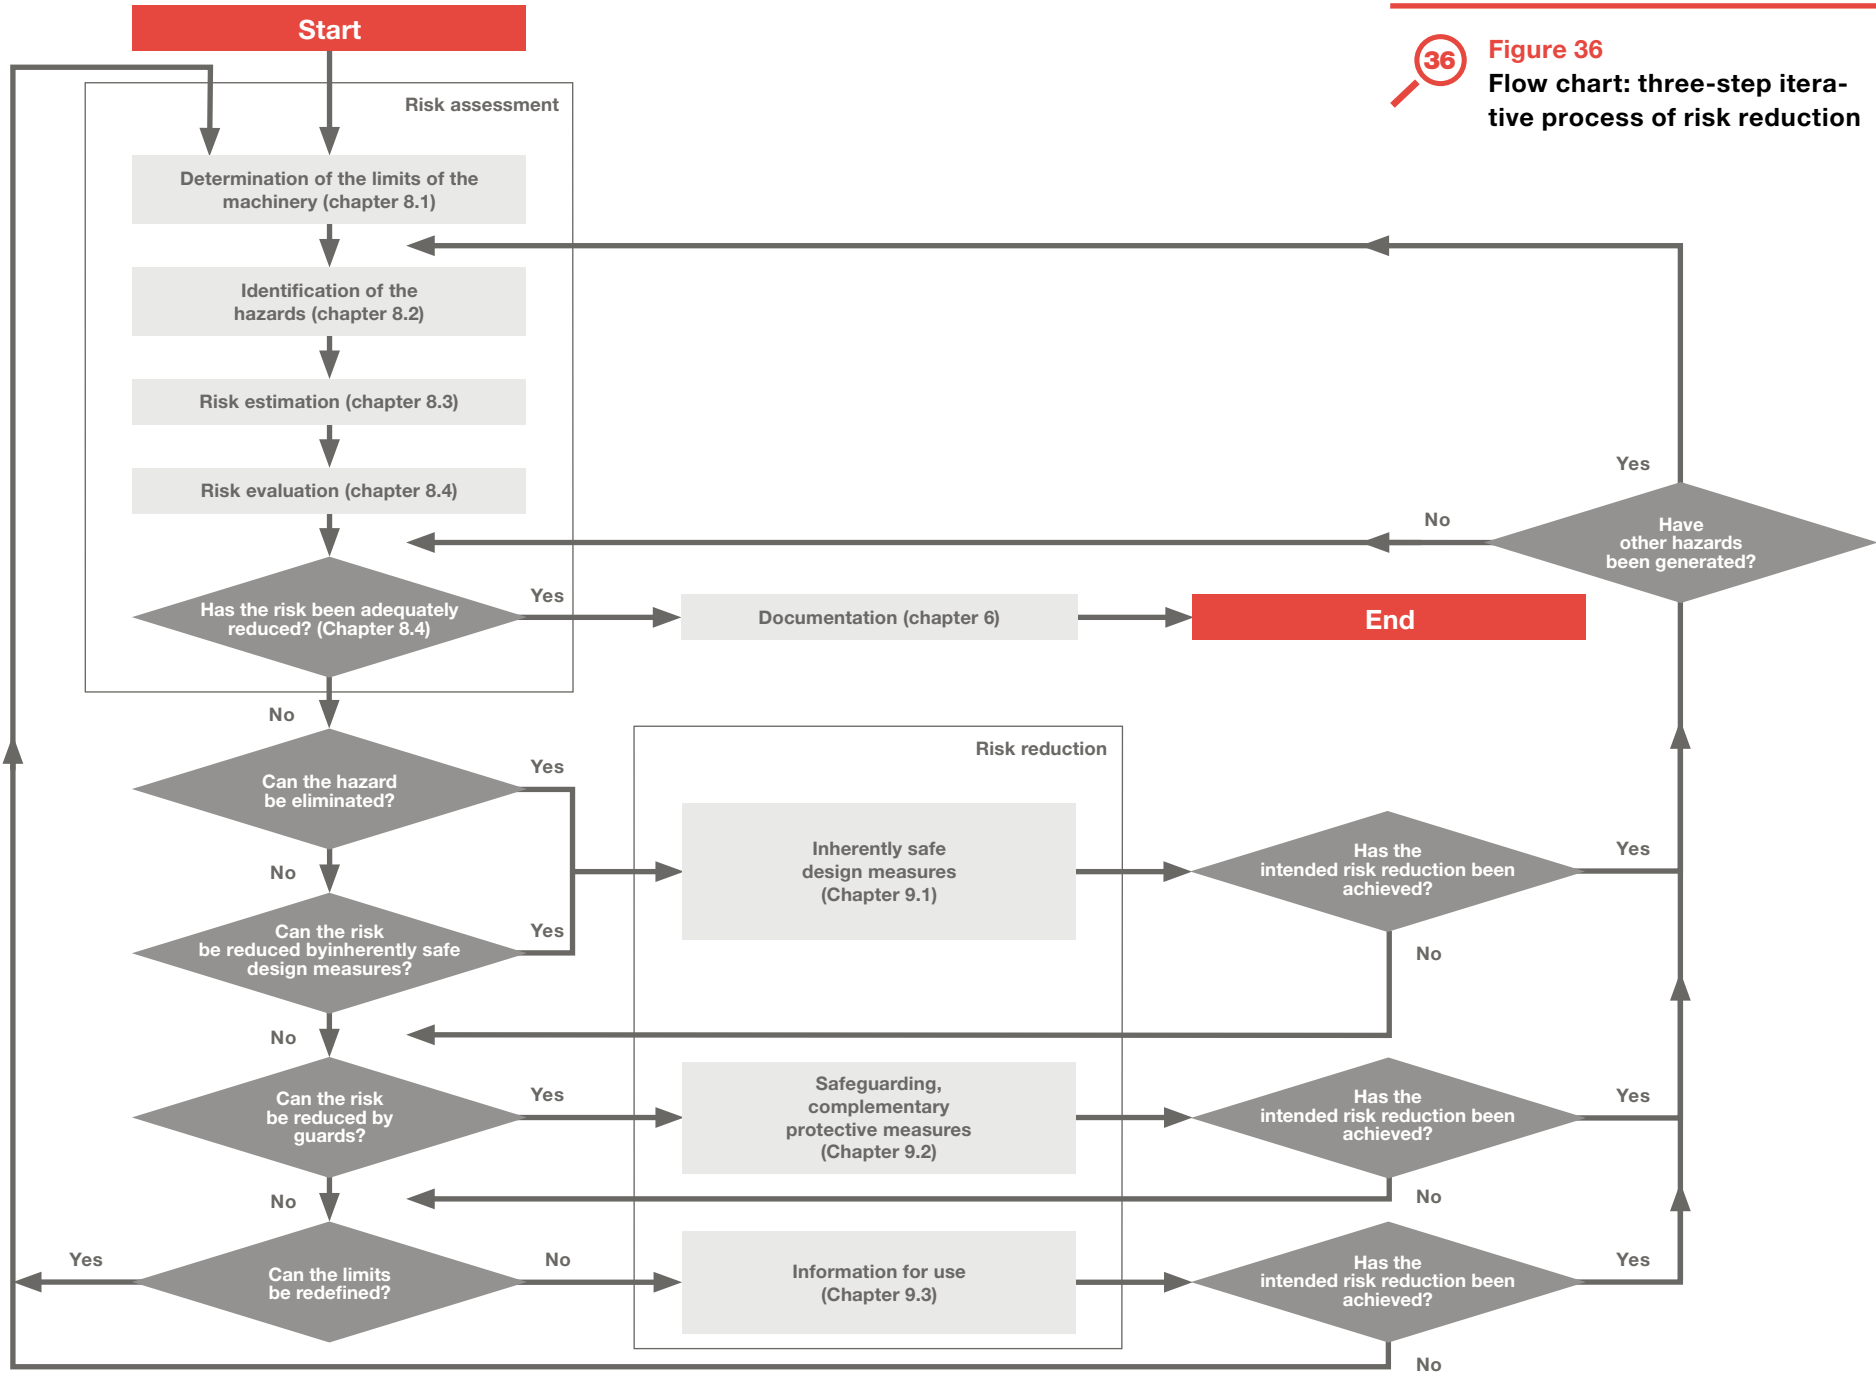 Start
36
Figure 36
Flow chart: three-step itera-
tive process of risk reduction
Risk assessment
Determination of the limits of the
machinery (chapter 8.1)
Identification of the
hazards (chapter 8.2)
Risk estimation (chapter 8.3)
Risk evaluation (chapter 8.4)
Yes
No
Have
other hazards
been generated?
Has the risk been adequately
reduced? (Chapter 8.4)
Yes
Documentation (chapter 6)
End
No
Can the hazard
be eliminated?
Yes
Risk reduction
No
Inherently safe
design measures
(Chapter 9.1)
Has the
intended risk reduction been
achieved?
Yes
Can the risk
be reduced byinherently safe
design measures?
Yes
No
No
Can the risk
be reduced by
guards?
Yes
Safeguarding,
complementary
protective measures
(Chapter 9.2)
Has the
intended risk reduction been
achieved?
Yes
No
No
Yes
Can the limits
be redefined?
No
Information for use
(Chapter 9.3)
Has the
intended risk reduction been
achieved?
Yes
No